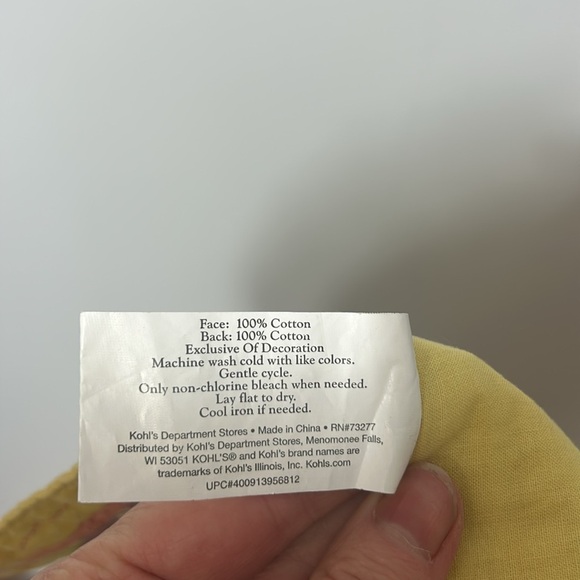 Face: 100% Cotton
Back: 100% Cotton
Exclusive Of Decoration
Machine wash cold with like colors.
Gentle cycle.
Only non-chlorine bleach when needed.
Lay flat to dry.
Cool iron if needed.
Kohl's Department Stores • Made in China • RN#73277
Distributed by Kohl's Department Stores, Menomonee Falls,
WI 53051 KOHL'S® and Kohl's brand names are
trademarks of Kohl's Illinois, Inc. Kohls.com
UPC#400913956812